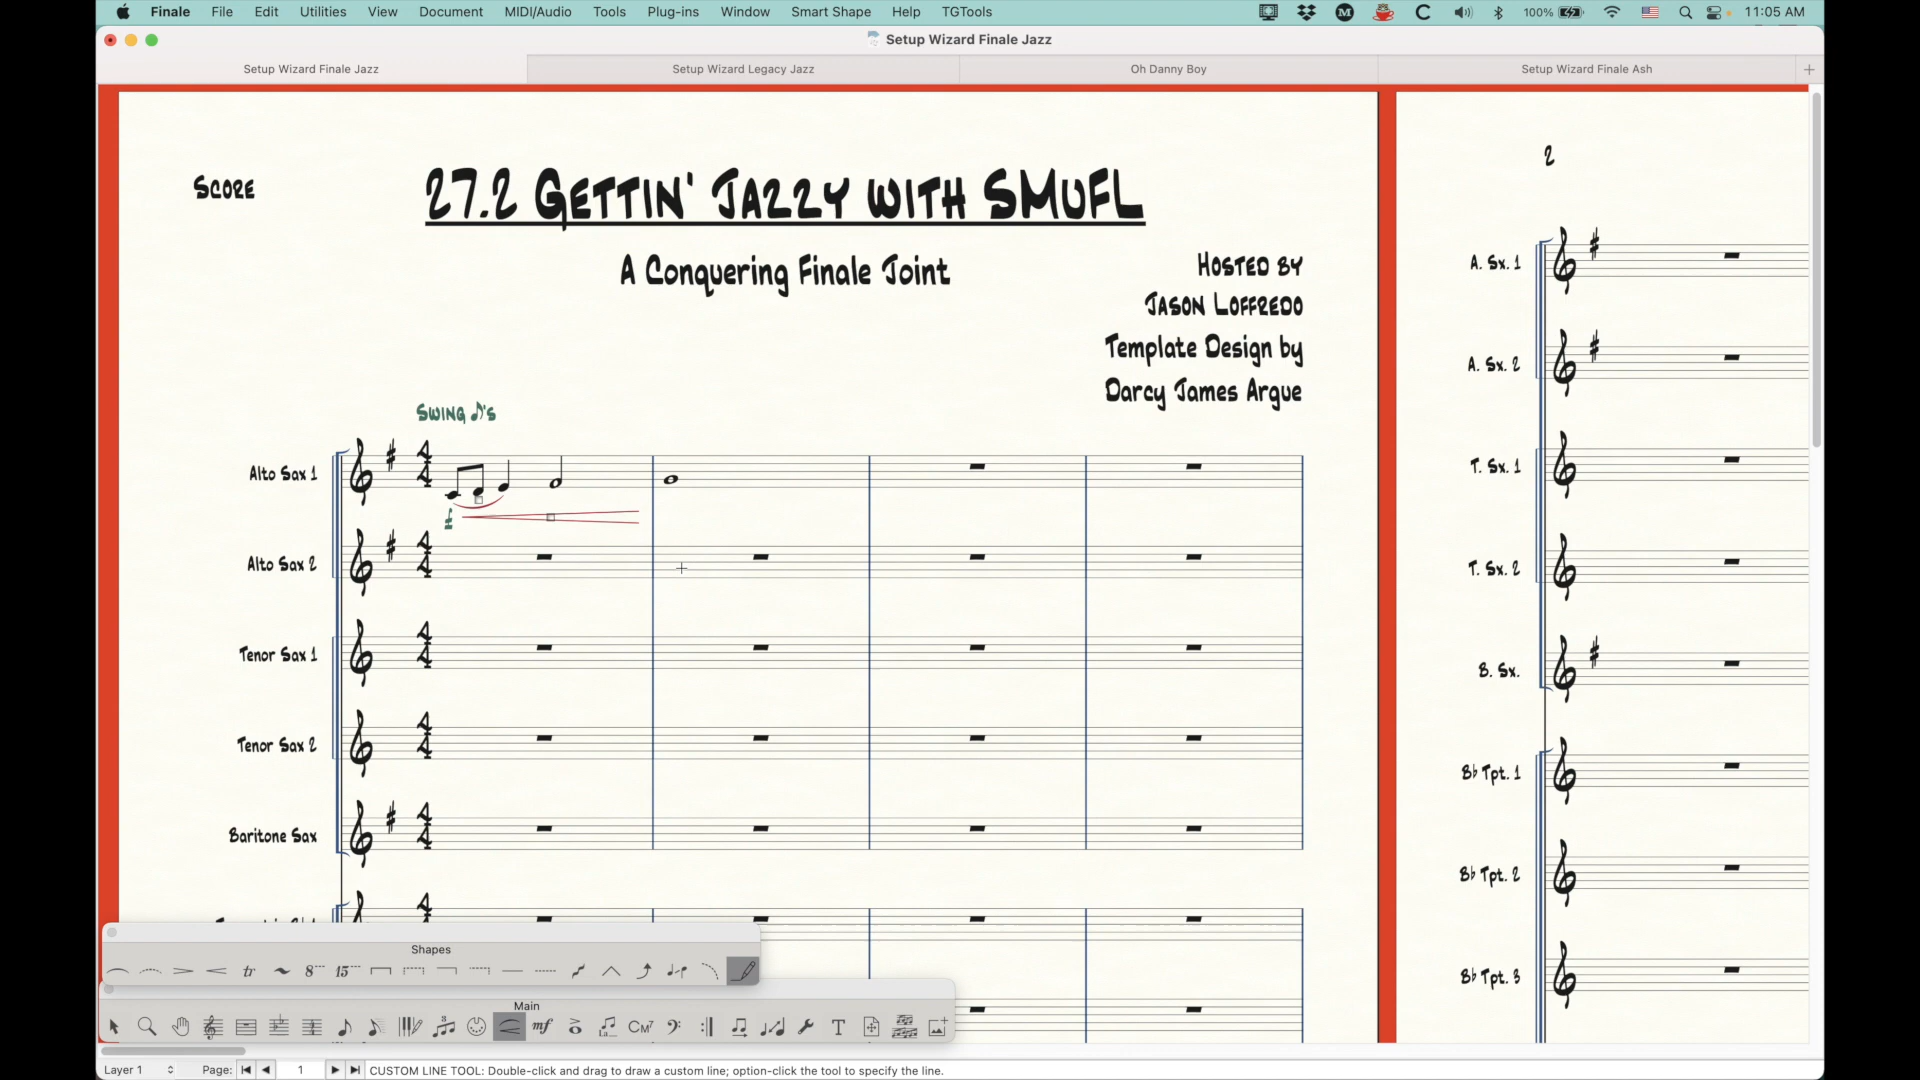 Finale File Edit Utilities View Document MIDI/Audio Tools Plug-ins Window Smart Shape Help TGTools 100% 11:05 AM
Setup Wizard Finale Jazz
Setup Wizard Finale Jazz Setup Wizard Legacy Jazz Oh Danny Boy Setup Wizard Finale Ash
Score
27.2 Gettin' Jazzy with SMuFL
A Conquering Finale Joint
Hosted by
Jason Loffredo
Template Design by
Darcy James Argue
Swing ♪'s
Alto Sax 1
f
Alto Sax 2
Tenor Sax 1
Tenor Sax 2
Baritone Sax
2
A. Sx. 1
A. Sx. 2
T. Sx. 1
T. Sx. 2
B. Sx.
B♭ Tpt. 1
B♭ Tpt. 2
B♭ Tpt. 3
Shapes
tr 8 15
Main
mf CM7 T
Layer 1 Page: 1 CUSTOM LINE TOOL: Double-click and drag to draw a custom line; option-click the tool to specify the line.